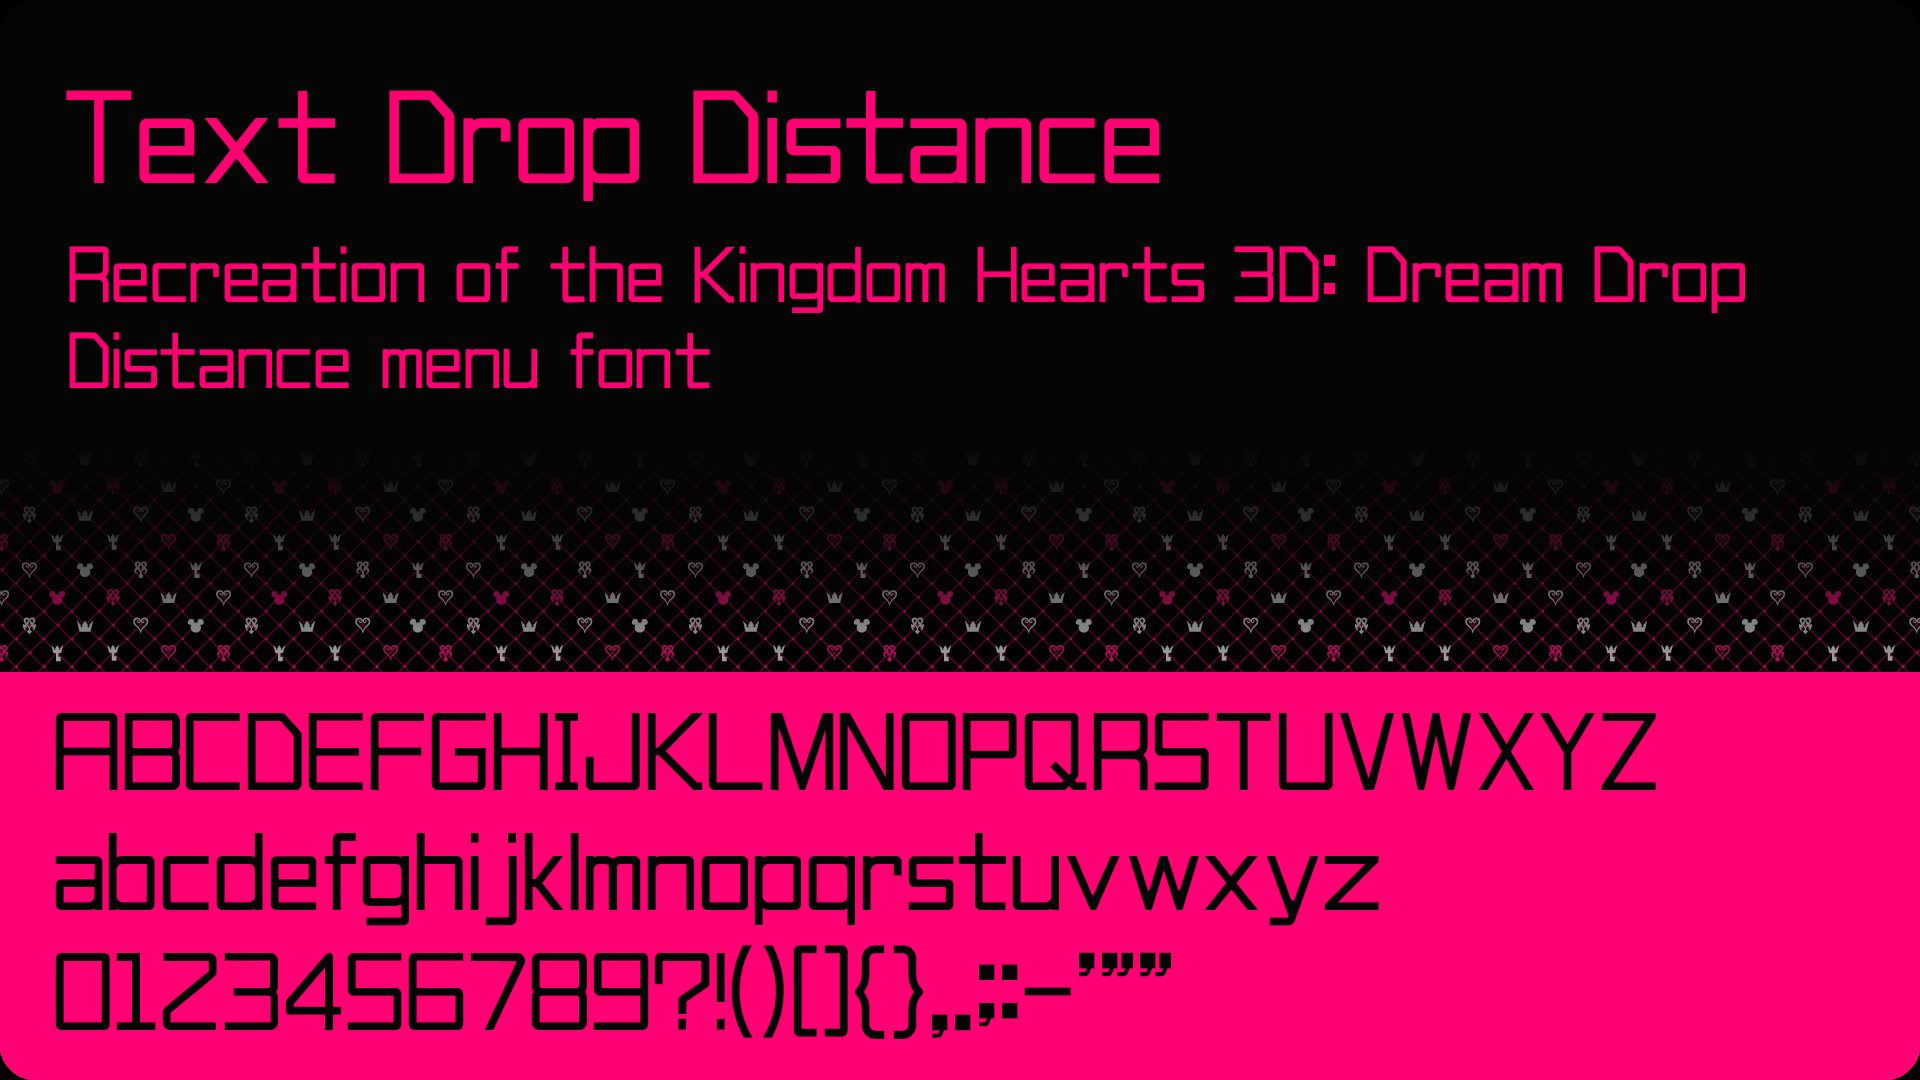 Text Drop Distance
Recreation of the Kingdom Hearts 3D: Dream Drop
Distance menu font
ABCDEFGHIJKLMNOPQRSTUVWXYZ
abcdefghijklmnopqrstuvwxyz
0123456789?!()[]{},.;:-’”’”